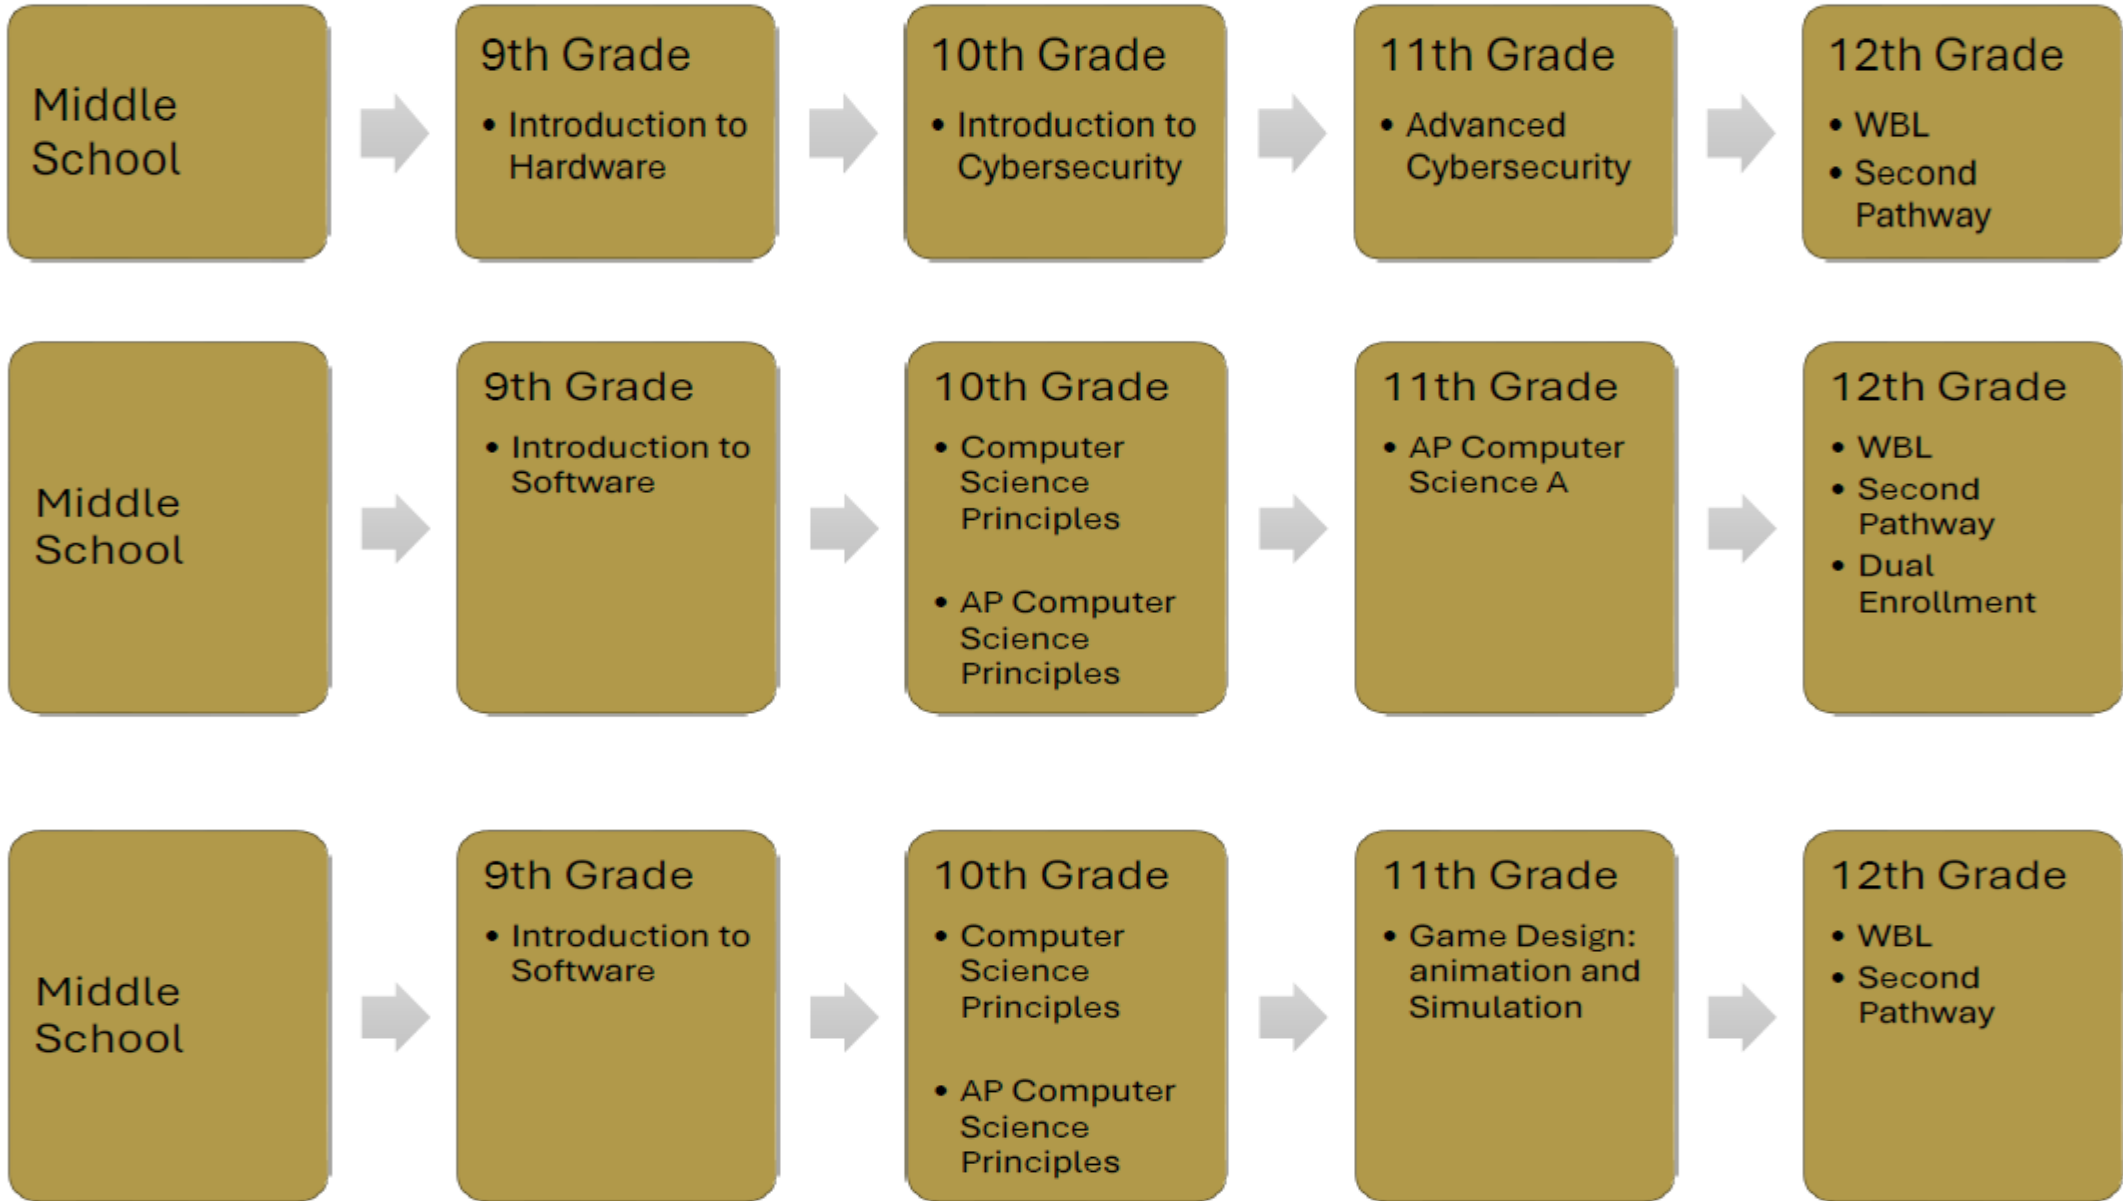 Middle
School
9th Grade
• Introduction to
Hardware
10th Grade
• Introduction to
Cybersecurity
11th Grade
• Advanced
Cybersecurity
12th Grade
• WBL
• Second
Pathway
Middle
School
9th Grade
• Introduction to
Software
10th Grade
• Computer
Science
Principles
• AP Computer
Science
Principles
11th Grade
• AP Computer
Science A
12th Grade
• WBL
• Second
Pathway
• Dual
Enrollment
Middle
School
9th Grade
• Introduction to
Software
10th Grade
• Computer
Science
Principles
• AP Computer
Science
Principles
11th Grade
• Game Design:
animation and
Simulation
12th Grade
• WBL
• Second
Pathway